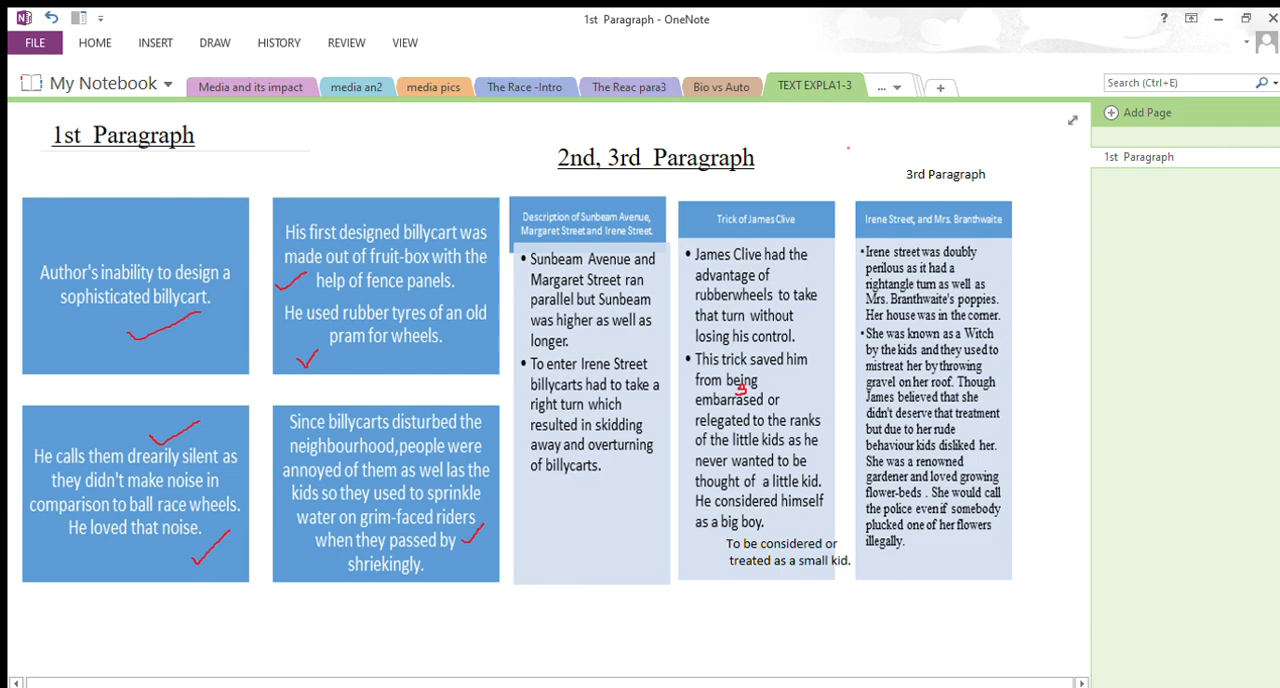 1st Paragraph - OneNote
FILE HOME INSERT DRAW HISTORY REVIEW VIEW
My Notebook
Media and its impact
media an2
media pics
The Race -Intro
The Reac para3
Bio vs Auto
TEXT EXPLA1-3
...
Search (Ctrl+E)
Add Page
1st Paragraph
1st Paragraph
Author's inability to design a
sophisticated billycart.
His first designed billycart was
made out of fruit-box with the
help of fence panels.
He used rubber tyres of an old
pram for wheels.
He calls them drearily silent as
they didn't make noise in
comparison to ball race wheels.
He loved that noise.
Since billycarts disturbed the
neighbourhood,people were
annoyed of them as wel las the
kids so they used to sprinkle
water on grim-faced riders
when they passed by
shriekingly.
2nd, 3rd Paragraph
Description of Sunbeam Avenue,
Margaret Street and Irene Street.
• Sunbeam Avenue and
Margaret Street ran
parallel but Sunbeam
was higher as well as
longer.
• To enter Irene Street
billycarts had to take a
right turn which
resulted in skidding
away and overturning
of billycarts.
Trick of James Clive
• James Clive had the
advantage of
rubberwheels to take
that turn without
losing his control.
• This trick saved him
from being
embarrased or
relegated to the ranks
of the little kids as he
never wanted to be
thought of a little kid.
He considered himself
as a big boy.
To be considered or
treated as a small kid.
3rd Paragraph
Irene Street, and Mrs. Branthwaite
• Irene street was doubly
perilous as it had a
rightangle turn as well as
Mrs. Branthwaite's poppies.
Her house was in the corner.
• She was known as a Witch
by the kids and they used to
mistreat her by throwing
gravel on her roof. Though
James believed that she
didn't deserve that treatment
but due to her rude
behaviour kids disliked her.
She was a renowned
gardener and loved growing
flower-beds . She would call
the police even if somebody
plucked one of her flowers
illegally.